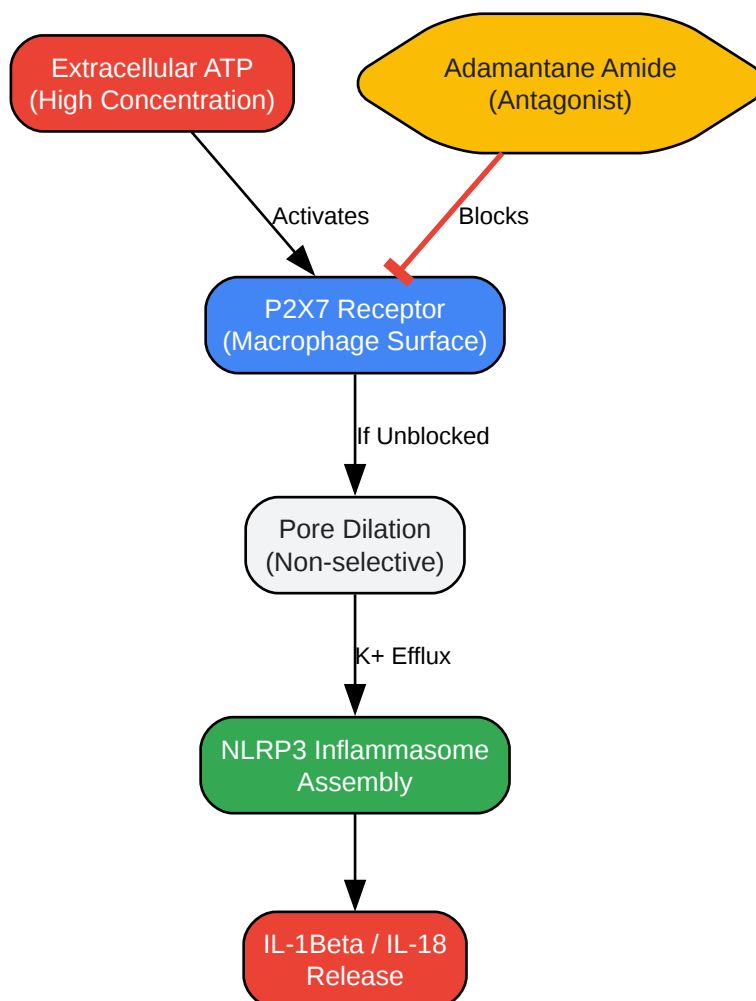 Extracellular ATP
(High Concentration)
Adamantane Amide
(Antagonist)
Activates
Blocks
P2X7 Receptor
(Macrophage Surface)
If Unblocked
Pore Dilation
(Non-selective)
K+ Efflux
NLRP3 Inflammasome
Assembly
IL-1Beta / IL-18
Release